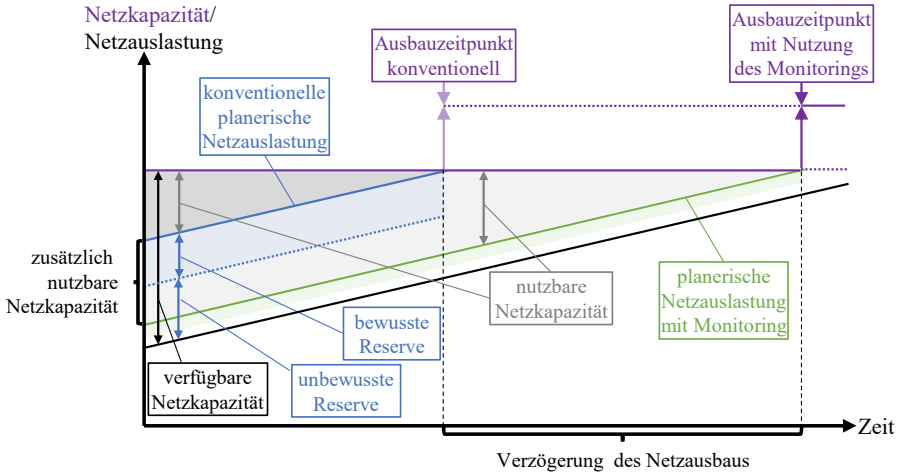 Netzkapazität/
Netzauslastung
Ausbauzeitpunkt
konventionell
Ausbauzeitpunkt
mit Nutzung
des Monitorings
konventionelle
planerische
Netzauslastung
zusätzlich
nutzbare
Netzkapazität
nutzbare
Netzkapazität
planerische
Netzauslastung
mit Monitoring
bewusste
Reserve
verfügbare
Netzkapazität
unbewusste
Reserve
Zeit
Verzögerung des Netzausbaus